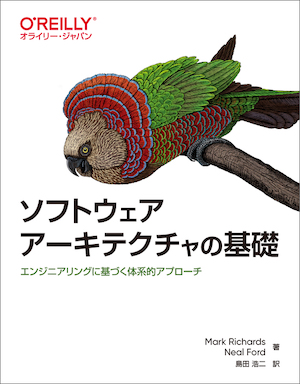 O'REILLY®
オライリー・ジャパン
ソフトウェア
アーキテクチャの基礎
エンジニアリングに基づく体系的アプローチ
Mark Richards
Neal Ford 著
島田 浩二 訳